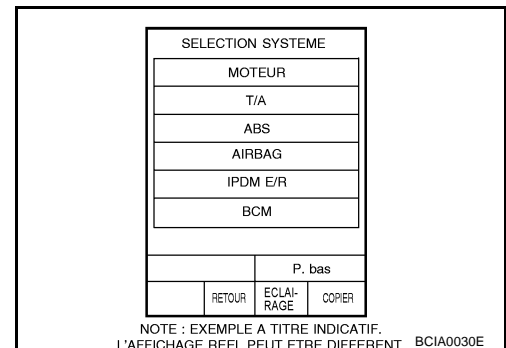 SELECTION SYSTEME
MOTEUR
T/A
ABS
AIRBAG
IPDM E/R
BCM
P. bas
RETOUR
ECLAI-
RAGE
COPIER
NOTE : EXEMPLE A TITRE INDICATIF.
L'AFFICHAGE REEL PEUT ETRE DIFFERENT
BCIA0030E